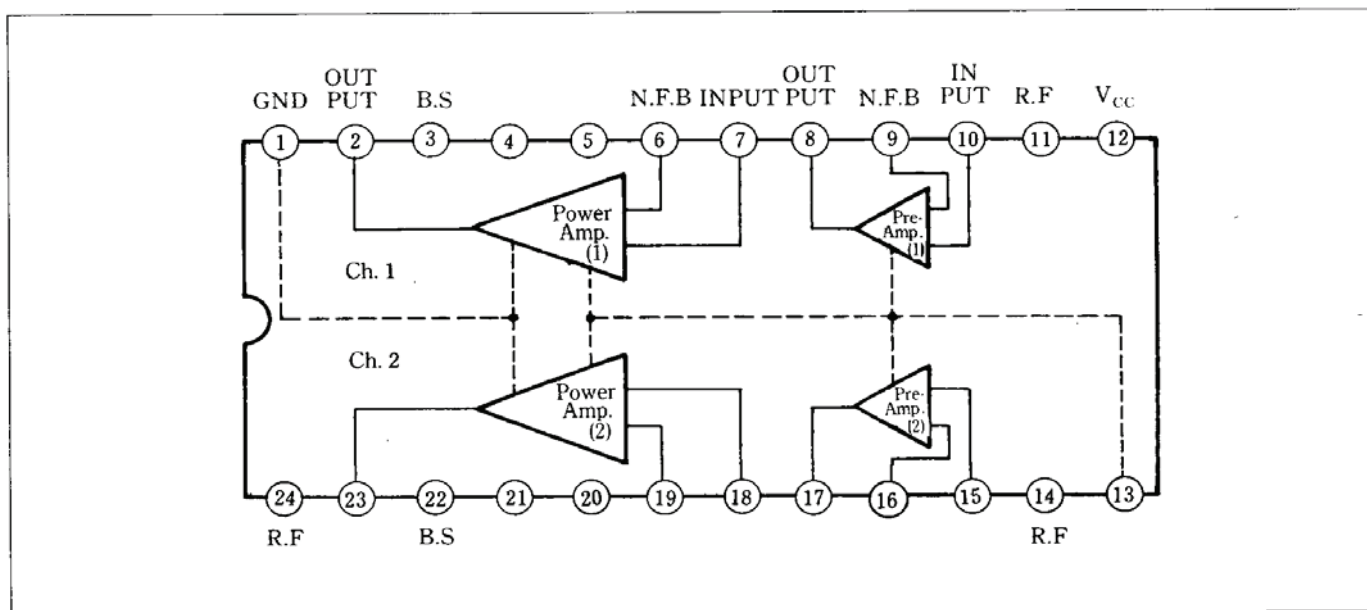 GND
OUT
PUT
B.S
N.F.B
INPUT
OUT
PUT
N.F.B
IN
PUT
R.F
VCC
1 2 3 4 5 6 7 8 9 10 11 12
Power
Amp.
(1)
Pre-
Amp.
(1)
Ch. 1
Ch. 2
Power
Amp.
(2)
Pre-
Amp.
(2)
24 23 22 21 20 19 18 17 16 15 14 13
R.F
B.S
R.F